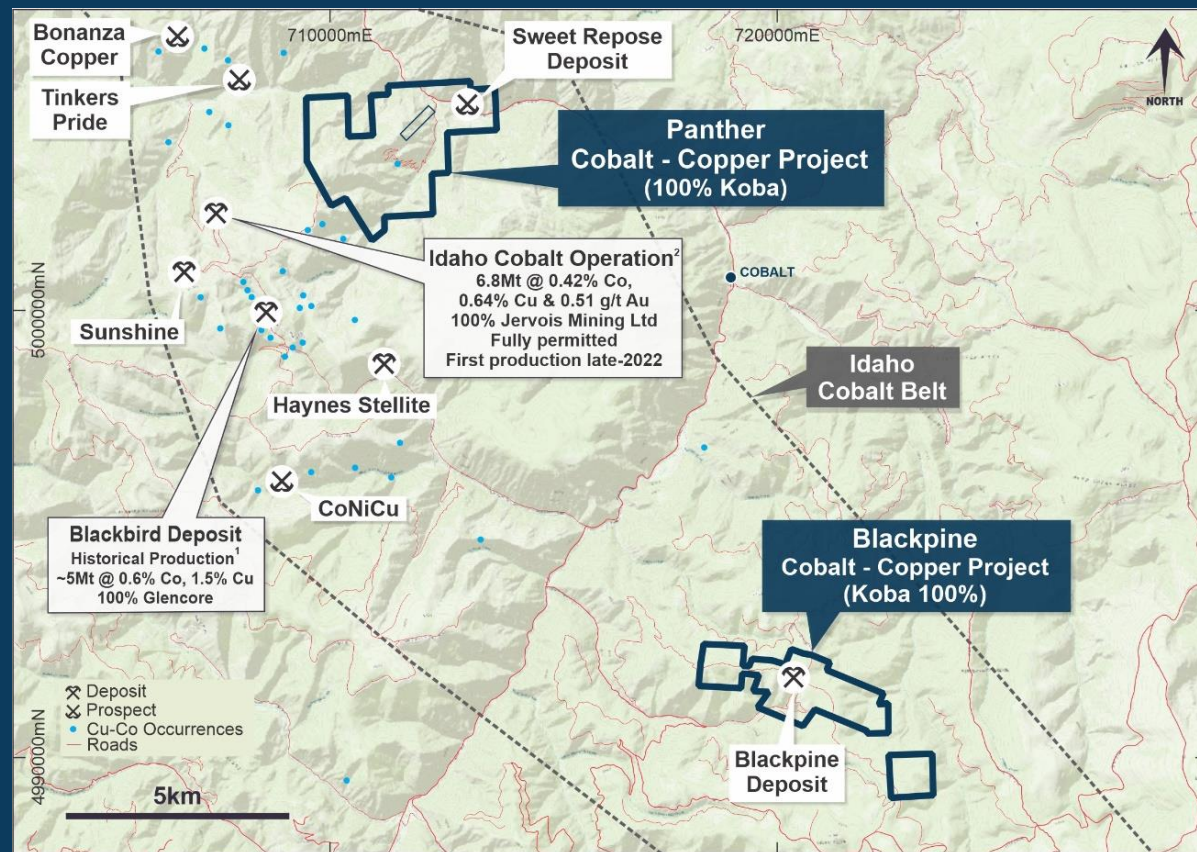 Bonanza
Copper
Tinkers
Pride
710000mE
Sweet Repose
Deposit
720000mE
NORTH
Panther
Cobalt - Copper Project
(100% Koba)
Idaho Cobalt Operation²
6.8Mt @ 0.42% Co,
0.64% Cu & 0.51 g/t Au
100% Jervois Mining Ltd
Fully permitted
First production late-2022
COBALT
Sunshine
5000000mN
Haynes Stellite
Idaho
Cobalt Belt
CoNiCu
Blackbird Deposit
Historical Production¹
~5Mt @ 0.6% Co, 1.5% Cu
100% Glencore
Blackpine
Cobalt - Copper Project
(Koba 100%)
Blackpine
Deposit
Deposit
Prospect
Cu-Co Occurrences
Roads
4990000mN
5km